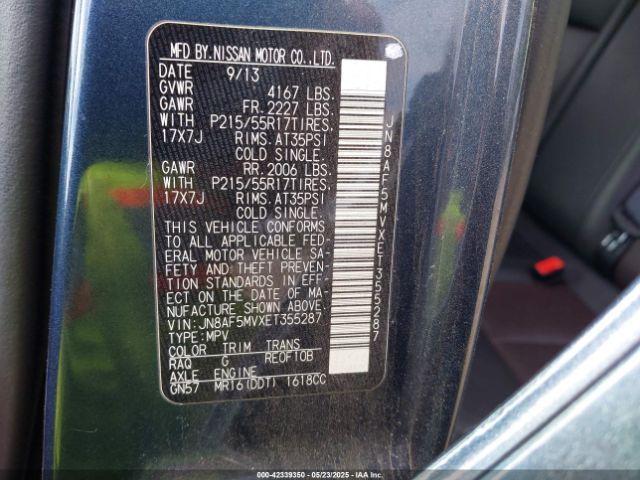 MFD BY.NISSAN MOTOR CO.,LTD.
DATE 9/13
GVWR 4167 LBS.
GAWR FR. 2227 LBS.
WITH P215/55R17TIRES,
17X7J RIMS. AT35PSI
COLD SINGLE.
GAWR RR. 2006 LBS.
WITH P215/55R17TIRES,
17X7J RIMS. AT35PSI
COLD SINGLE.
THIS VEHICLE CONFORMS
TO ALL APPLICABLE FED-
ERAL MOTOR VEHICLE SA-
FETY AND THEFT PREVEN-
TION STANDARDS IN EFF-
ECT ON THE DATE OF MA-
NUFACTURE SHOWN ABOVE.
VIN: JN8AF5MVXET355287
TYPE:MPV
COLOR TRIM TRANS
RAQ G RE0F10B
AXLE ENGINE
GN57 MR16(DDT) 1618CC
JN8AF5MVXET355287
000-42339350 - 05/23/2025 - IAAI.COM